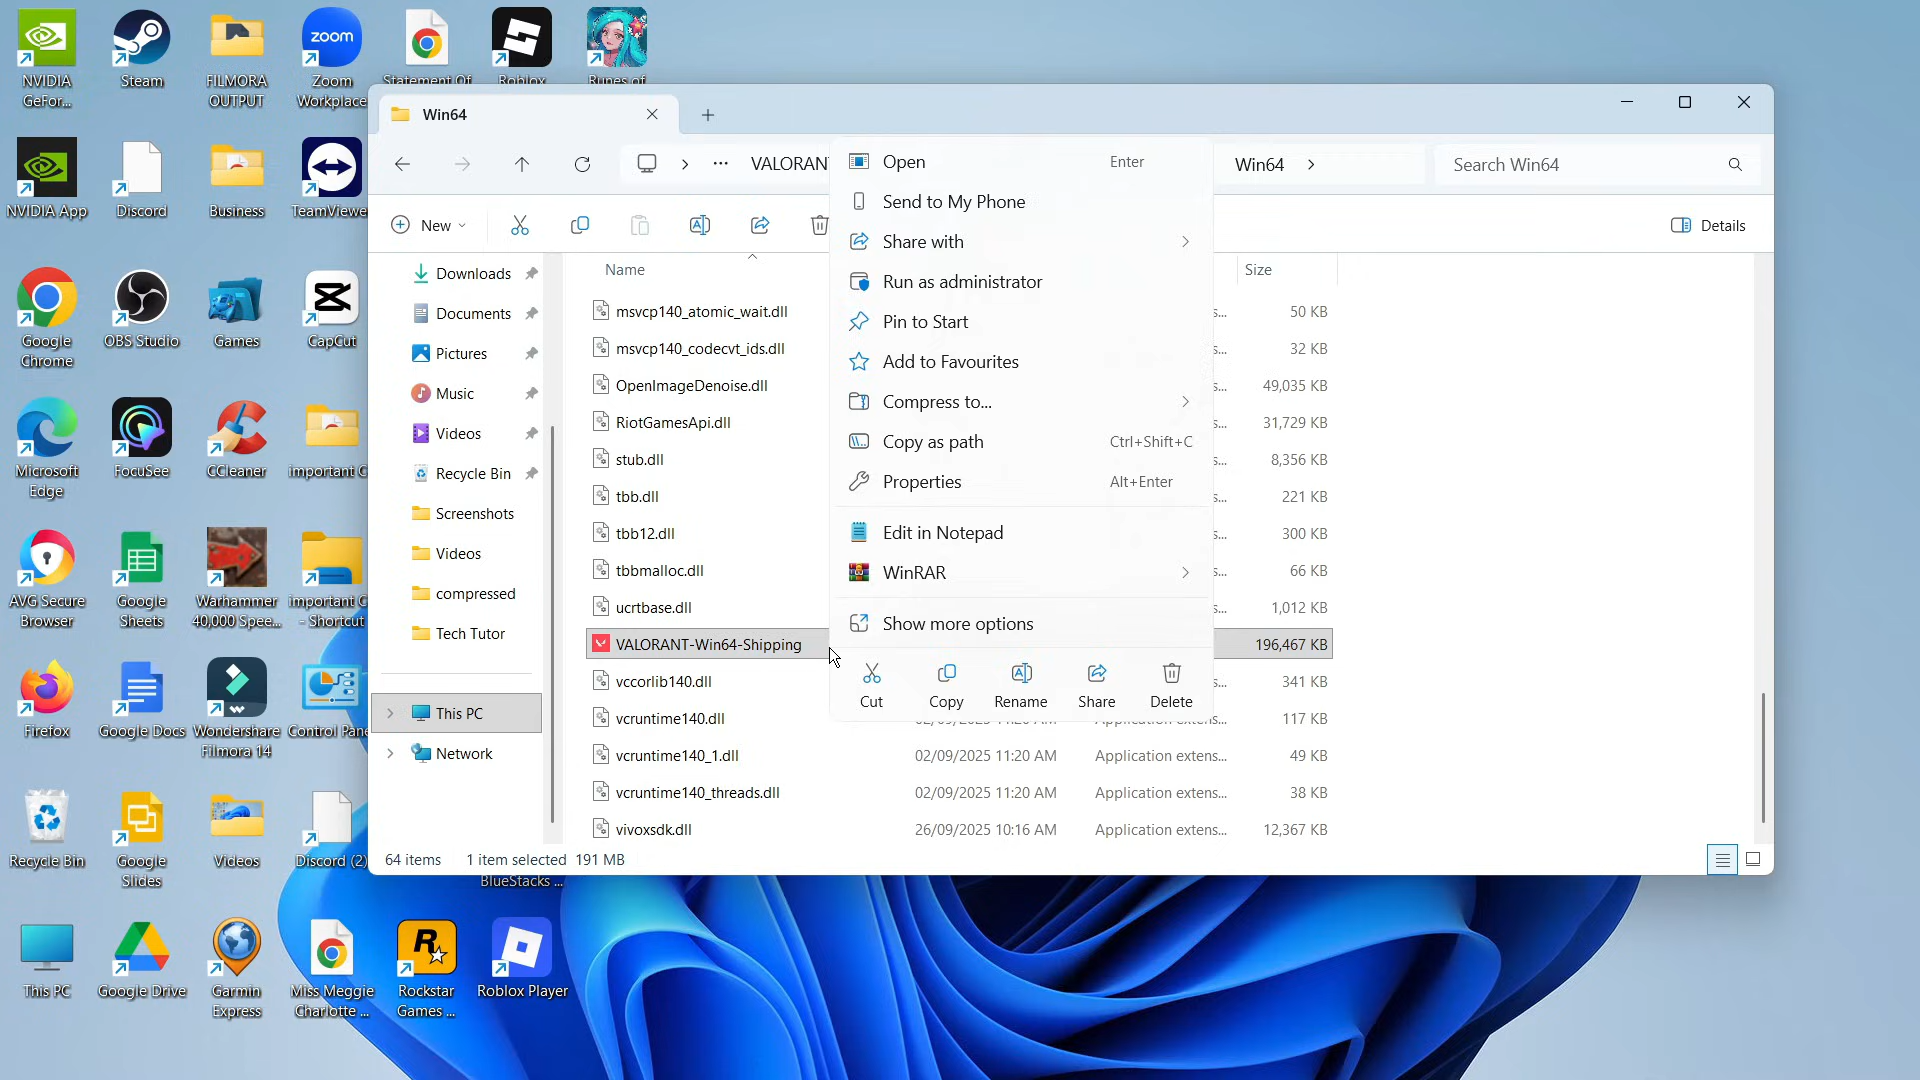 NVIDIA
GeFor...
Steam
FILMORA
OUTPUT
zoom
Zoom
Workplace
Statement Of
Roblox
Runes of
NVIDIA App
Discord
Business
TeamViewe
Google
Chrome
OBS Studio
Games
CapCut
Microsoft
Edge
FocuSee
CCleaner
important C
AVG Secure
Browser
Google
Sheets
Warhammer
40,000 Spee...
important C
- Shortcut
Firefox
Google Docs
Wondershare
Filmora 14
Control Pane
Recycle Bin
Google
Slides
Videos
Discord (2)
BlueStacks ...
This PC
Google Drive
Garmin
Express
Miss Meggie
Charlotte ...
Rockstar
Games ...
Roblox Player
Win64
VALORANT
Win64
Search Win64
New
Details
Downloads
Documents
Pictures
Music
Videos
Recycle Bin
Screenshots
Videos
compressed
Tech Tutor
This PC
Network
Name
Size
msvcp140_atomic_wait.dll s... 50 KB
msvcp140_codecvt_ids.dll s... 32 KB
OpenImageDenoise.dll s... 49,035 KB
RiotGamesApi.dll s... 31,729 KB
stub.dll s... 8,356 KB
tbb.dll s... 221 KB
tbb12.dll s... 300 KB
tbbmalloc.dll s... 66 KB
ucrtbase.dll s... 1,012 KB
VALORANT-Win64-Shipping 196,467 KB
vccorlib140.dll s... 341 KB
vcruntime140.dll 02/09/2025 11:20 AM Application extens... 117 KB
vcruntime140_1.dll 02/09/2025 11:20 AM Application extens... 49 KB
vcruntime140_threads.dll 02/09/2025 11:20 AM Application extens... 38 KB
vivoxsdk.dll 26/09/2025 10:16 AM Application extens... 12,367 KB
64 items 1 item selected 191 MB
Open Enter
Send to My Phone
Share with
Run as administrator
Pin to Start
Add to Favourites
Compress to...
Copy as path Ctrl+Shift+C
Properties Alt+Enter
Edit in Notepad
WinRAR
Show more options
Cut Copy Rename Share Delete